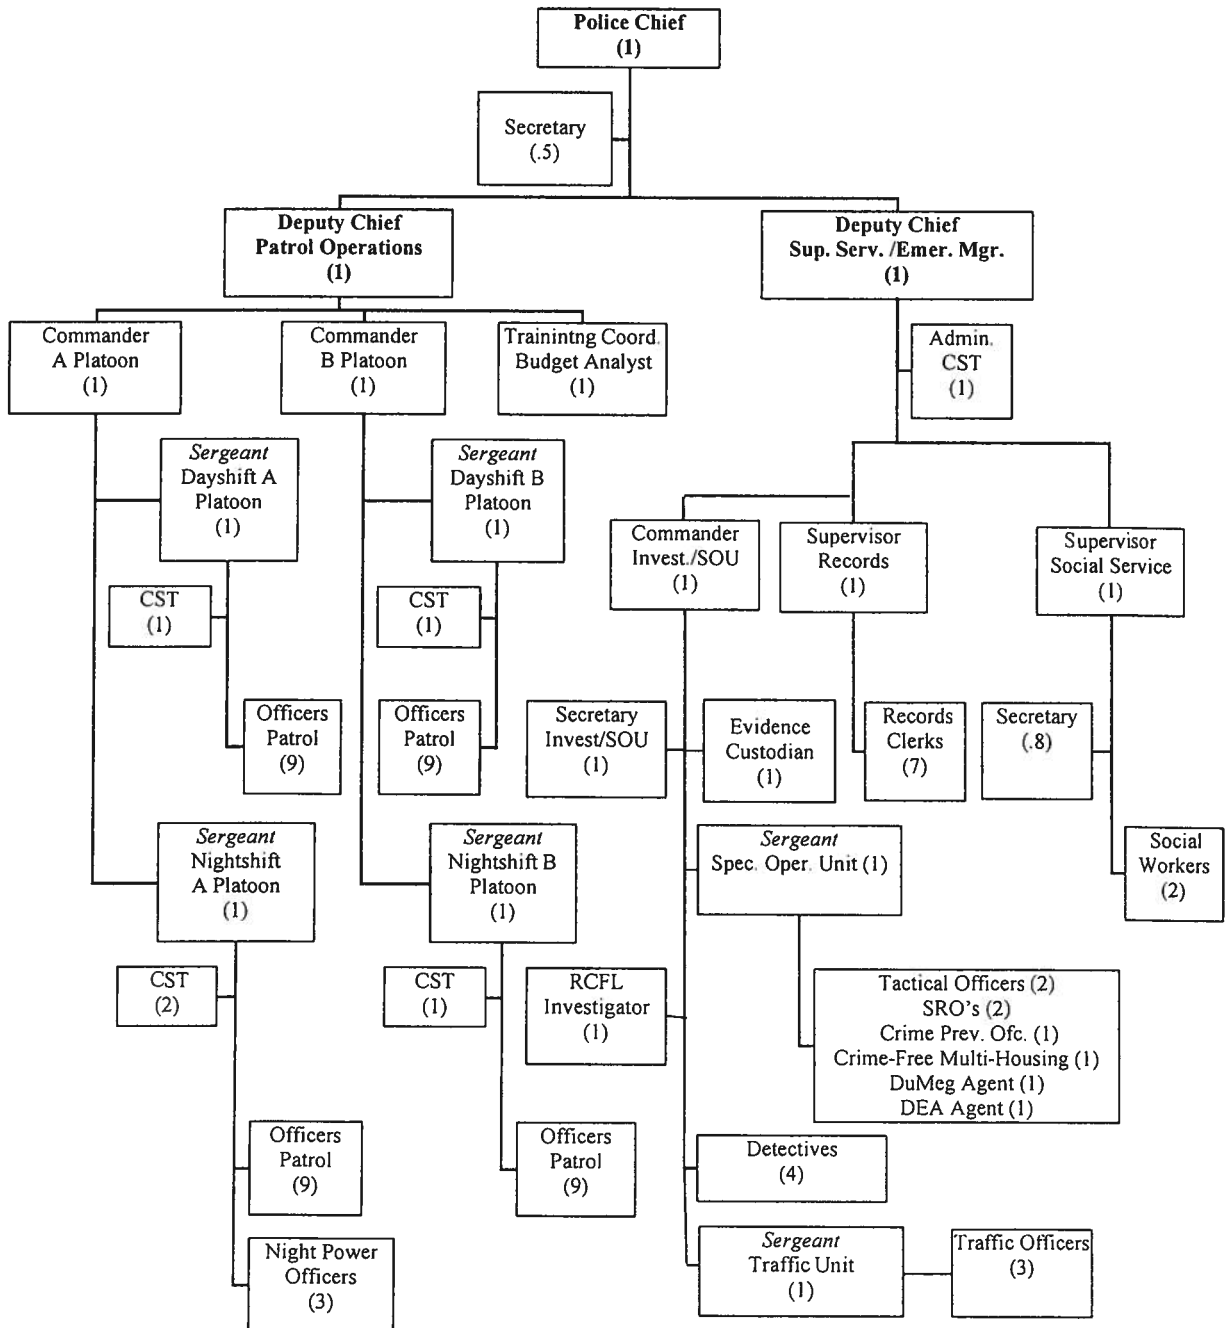 Police Chief
(1)
Secretary
(.5)
Deputy Chief
Patrol Operations
(1)
Deputy Chief
Sup. Serv. /Emer. Mgr.
(1)
Commander
A Platoon
(1)
Commander
B Platoon
(1)
Trainintng Coord.
Budget Analyst
(1)
Admin.
CST
(1)
Sergeant
Dayshift A
Platoon
(1)
Sergeant
Dayshift B
Platoon
(1)
Commander
Invest./SOU
(1)
Supervisor
Records
(1)
Supervisor
Social Service
(1)
CST
(1)
CST
(1)
Officers
Patrol
(9)
Officers
Patrol
(9)
Secretary
Invest/SOU
(1)
Evidence
Custodian
(1)
Records
Clerks
(7)
Secretary
(.8)
Sergeant
Nightshift
A Platoon
(1)
Sergeant
Nightshift B
Platoon
(1)
Sergeant
Spec. Oper. Unit (1)
Social
Workers
(2)
CST
(2)
CST
(1)
RCFL
Investigator
(1)
Tactical Officers (2)
SRO's (2)
Crime Prev. Ofc. (1)
Crime-Free Multi-Housing (1)
DuMeg Agent (1)
DEA Agent (1)
Officers
Patrol
(9)
Officers
Patrol
(9)
Detectives
(4)
Night Power
Officers
(3)
Sergeant
Traffic Unit
(1)
Traffic Officers
(3)